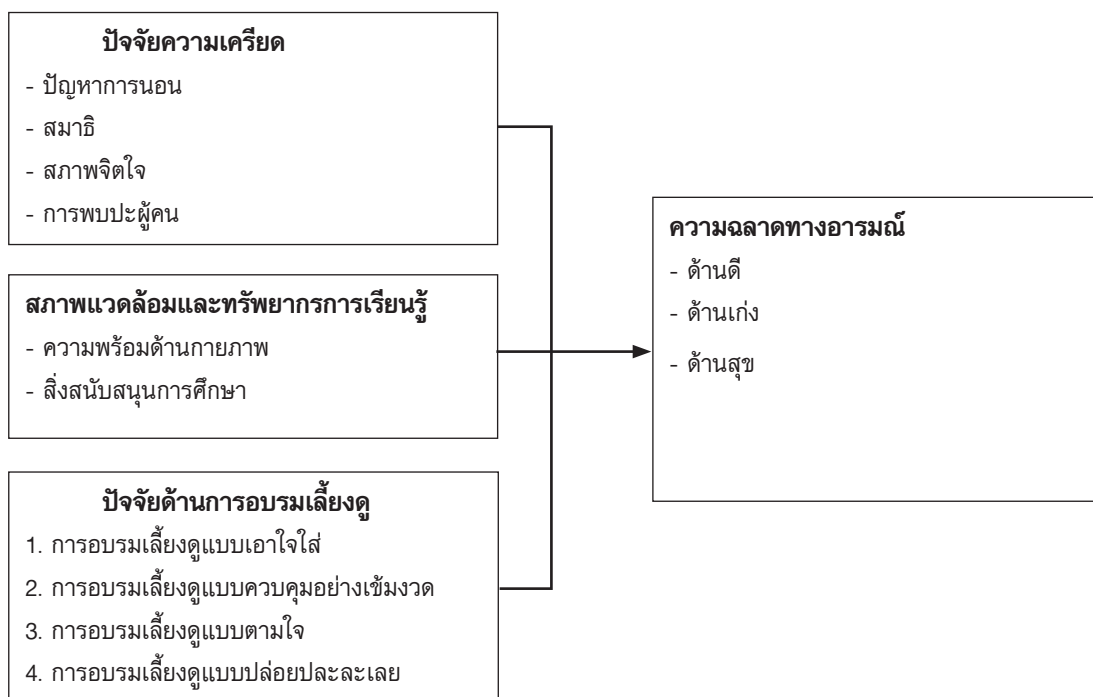 ปัจจัยความเครียด
- ปัญหาการนอน
- สมาธิ
- สภาพจิตใจ
- การพบปะผู้คน
สภาพแวดล้อมและทรัพยากรการเรียนรู้
- ความพร้อมด้านกายภาพ
- สิ่งสนับสนุนการศึกษา
ปัจจัยด้านการอบรมเลี้ยงดู
1. การอบรมเลี้ยงดูแบบเอาใจใส่
2. การอบรมเลี้ยงดูแบบควบคุมอย่างเข้มงวด
3. การอบรมเลี้ยงดูแบบตามใจ
4. การอบรมเลี้ยงดูแบบปล่อยปละละเลย
ความฉลาดทางอารมณ์
- ด้านดี
- ด้านเก่ง
- ด้านสุข